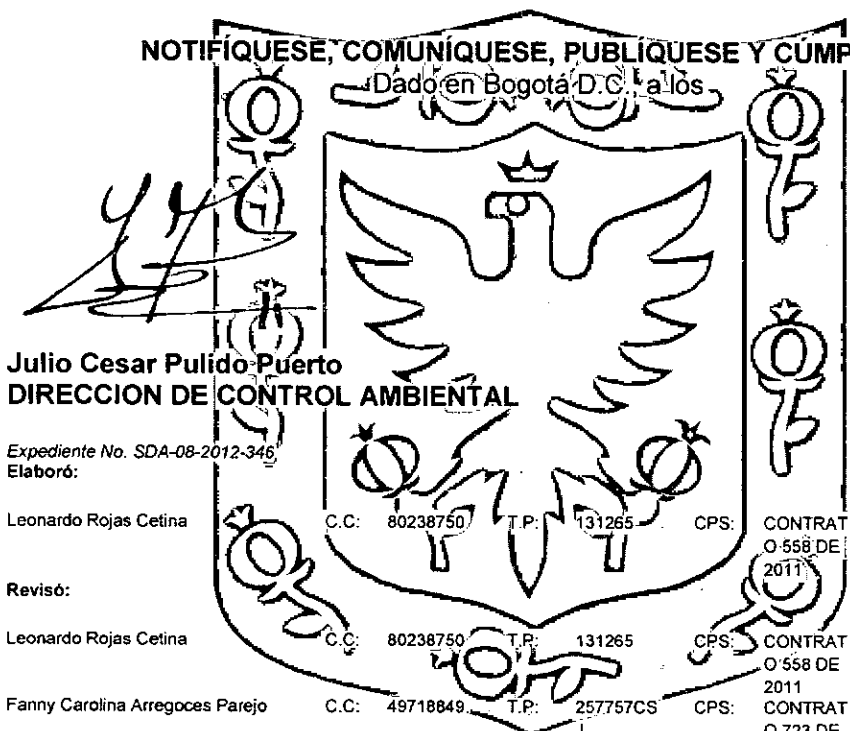 NOTIFÍQUESE, COMUNÍQUESE, PUBLÍQUESE Y CÚMP
Dado en Bogotá D.C., a los
Julio Cesar Pulido Puerto
DIRECCION DE CONTROL AMBIENTAL
Expediente No. SDA-08-2012-346
Elaboró:
Leonardo Rojas Cetina C.C: 80238750 T.P: 131265 CPS: CONTRAT
O 558 DE
2011
Revisó:
Leonardo Rojas Cetina C.C: 80238750 T.P: 131265 CPS: CONTRAT
O 558 DE
2011
Fanny Carolina Arregoces Parejo C.C: 49718849 T.P: 257757CS CPS: CONTRAT
J
O 723 DE